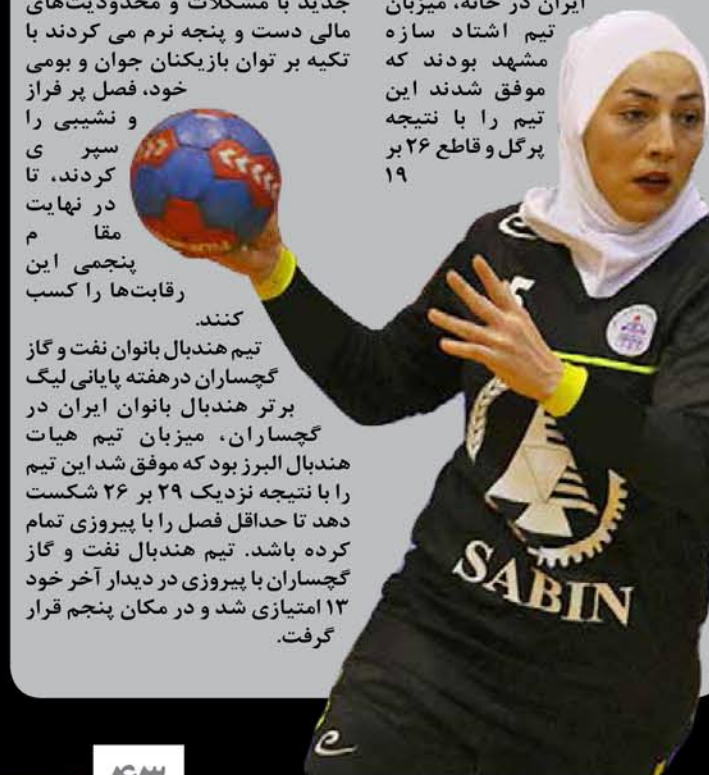 ایران در خانه، میزبان
تیم اشتاد سازه
مشهد بودند که
موفق شدند این
تیم را با نتیجه
پرگل و قاطع ۲۶ بر
۱۹
جدید با مشکلات و محدودیت‌های
مالی دست و پنجه نرم می کردند با
تکیه بر توان بازیکنان جوان و بومی
خود، فصل پر فراز
و نشیبی را
سپر ی
کردند، تا
در نهایت
مقا م
پنجمی این
رقابت‌ها را کسب
کنند.
تیم هندبال بانوان نفت و گاز
گچساران درهفته پایانی لیگ
برتر هندبال بانوان ایران در
گچساران، میزبان تیم هیات
هندبال البرز بود که موفق شد این تیم
را با نتیجه نزدیک ۲۹ بر ۲۶ شکست
دهد تا حداقل فصل را با پیروزی تمام
کرده باشد. تیم هندبال نفت و گاز
گچساران با پیروزی در دیدار آخر خود
۱۳ امتیازی شد و در مکان پنجم قرار
گرفت.
SABIN